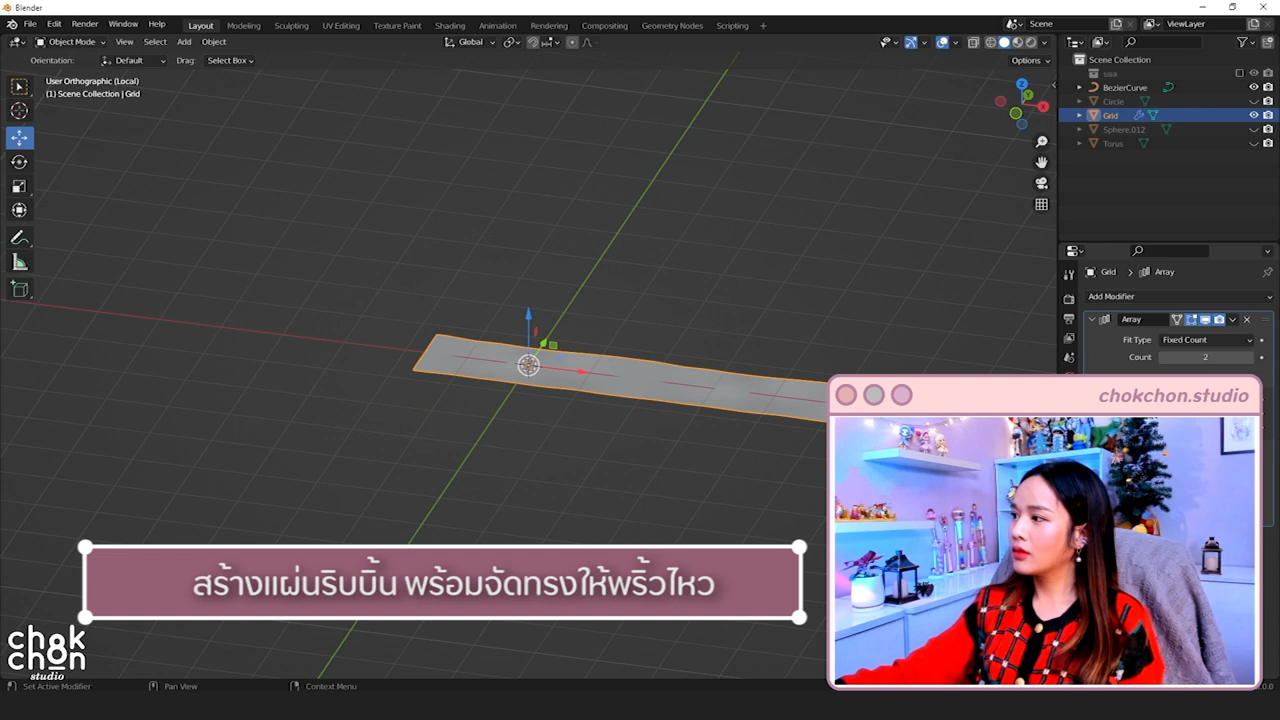 Blender
File Edit Render Window Help Layout Modeling Sculpting UV Editing Texture Paint Shading Animation Rendering Compositing Geometry Nodes Scripting + Scene ViewLayer
Object Mode View Select Add Object Global
Orientation: Default Drag: Select Box Options
User Orthographic (Local)
(1) Scene Collection | Grid
Z
Y
X
Scene Collection
saa
BezierCurve
Circle
Grid
Sphere.012
Torus
Grid > Array
Add Modifier
Array
Fit Type Fixed Count
Count 2
chokchon.studio
สร้างแผ่นริบบิ้น พร้อมจัดทรงให้พริ้วไหว
chok
chon
studio
Set Active Modifier Pan View Context Menu